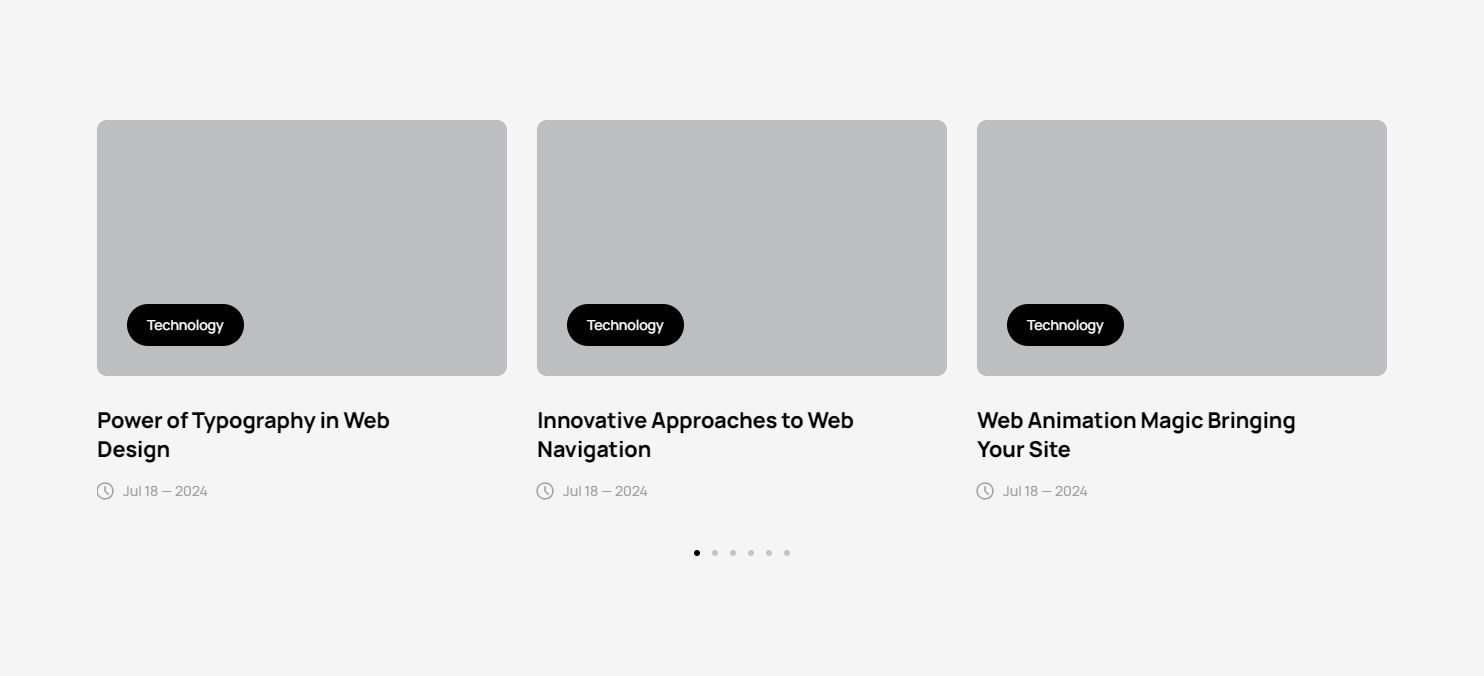 Technology
Technology
Technology
Power of Typography in Web
Design
Jul 18 — 2024
Innovative Approaches to Web
Navigation
Jul 18 — 2024
Web Animation Magic Bringing
Your Site
Jul 18 — 2024